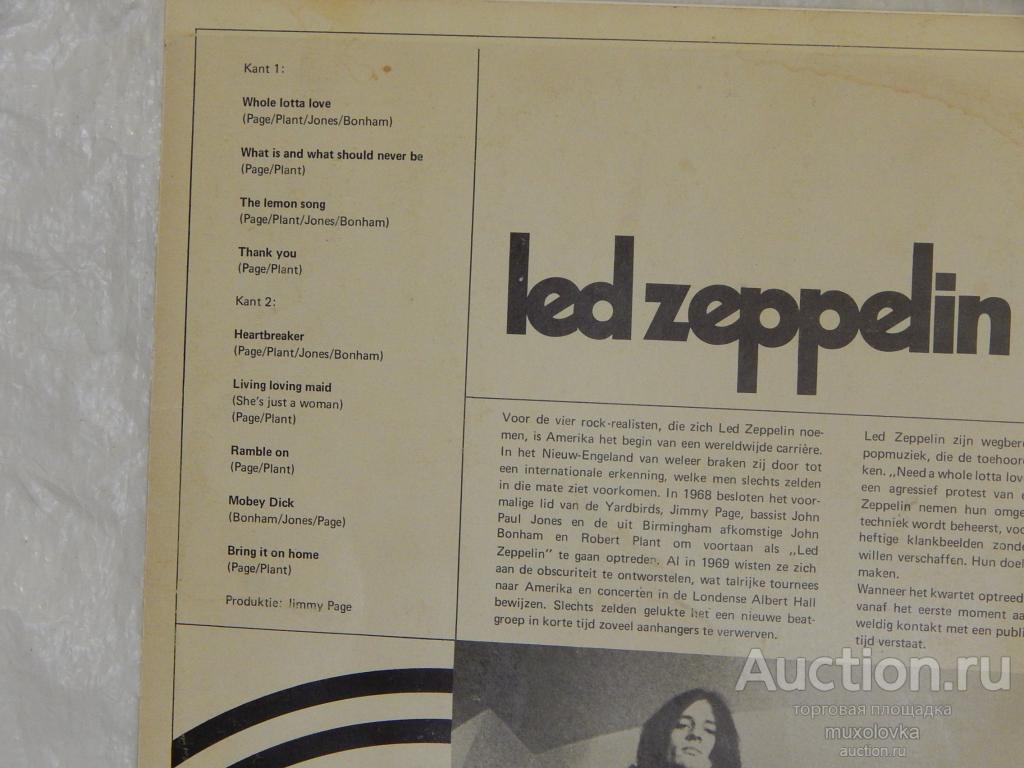 Kant 1:
Whole lotta love
(Page/Plant/Jones/Bonham)
What is and what should never be
(Page/Plant)
The lemon song
(Page/Plant/Jones/Bonham)
Thank you
(Page/Plant)
Kant 2:
Heartbreaker
(Page/Plant/Jones/Bonham)
Living loving maid
(She's just a woman)
(Page/Plant)
Ramble on
(Page/Plant)
Mobey Dick
(Bonham/Jones/Page)
Bring it on home
(Page/Plant)
Produktie: Jimmy Page
led zeppelin
Voor de vier rock-realisten, die zich Led Zeppelin noe-
men, is Amerika het begin van een wereldwijde carrière.
In het Nieuw-Engeland van weleer braken zij door tot
een internationale erkenning, welke men slechts zelden
in die mate ziet voorkomen. In 1968 besloten het voor-
malige lid van de Yardbirds, Jimmy Page, bassist John
Paul Jones en de uit Birmingham afkomstige John
Bonham en Robert Plant om voortaan als „Led
Zeppelin" te gaan optreden. Al in 1969 wisten ze zich
aan de obscuriteit te ontworstelen, wat talrijke tournees
naar Amerika en concerten in de Londense Albert Hall
bewijzen. Slechts zelden gelukte het een nieuwe beat-
groep in korte tijd zoveel aanhangers te verwerven.
Led Zeppelin zijn wegbere
popmuziek, die de toehoor
ken. „Need a whole lotta lov
een agressief protest van
Zeppelin nemen hun omge
techniek wordt beheerst, voo
heftige klankbeelden zonde
willen verschaffen. Hun doel
maken.
Wanneer het kwartet optreed
vanaf het eerste moment aa
weldig kontakt met een publi
tijd verstaat.
Auction.ru
торговая площадка
muxolovka
auction.ru